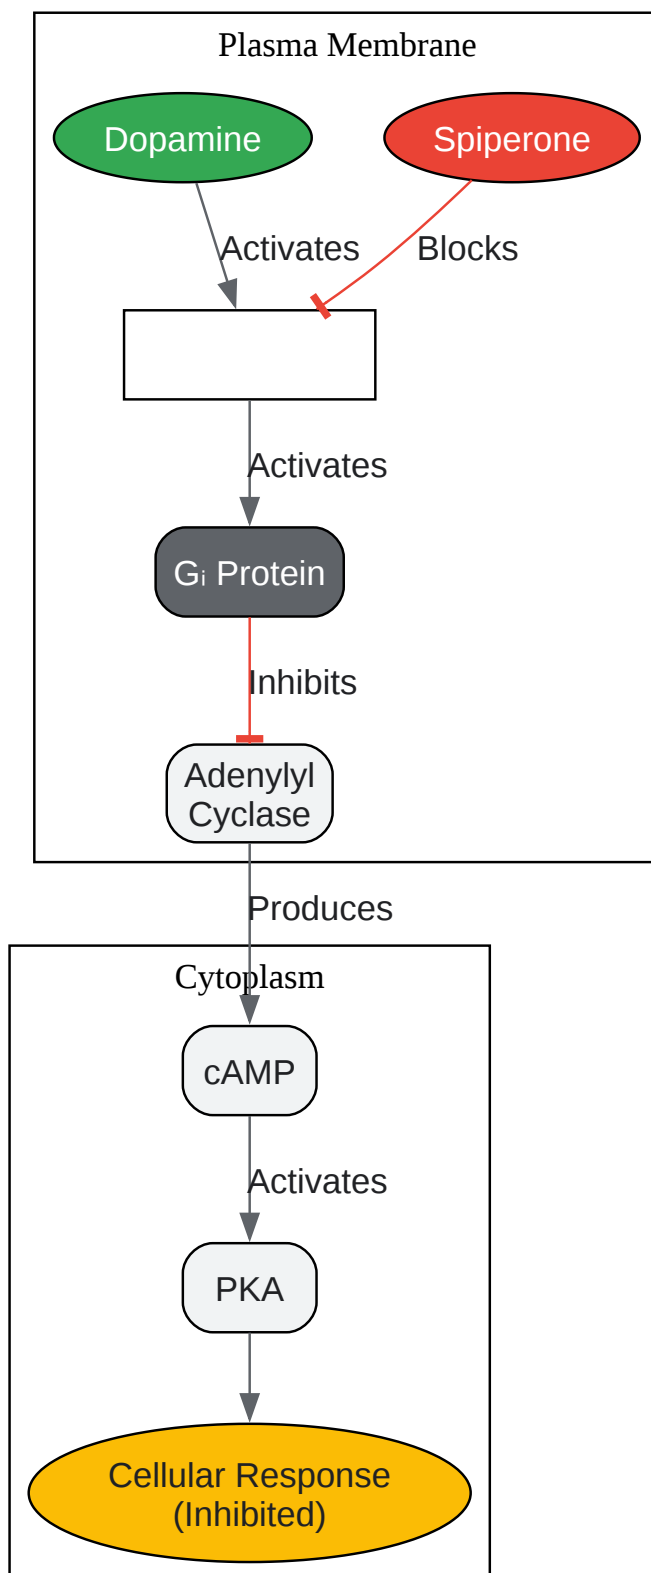 Plasma Membrane
Dopamine
Spiperone
Activates
Blocks
Activates
Gᵢ Protein
Inhibits
Adenylyl
Cyclase
Produces
Cytoplasm
cAMP
Activates
PKA
Cellular Response
(Inhibited)